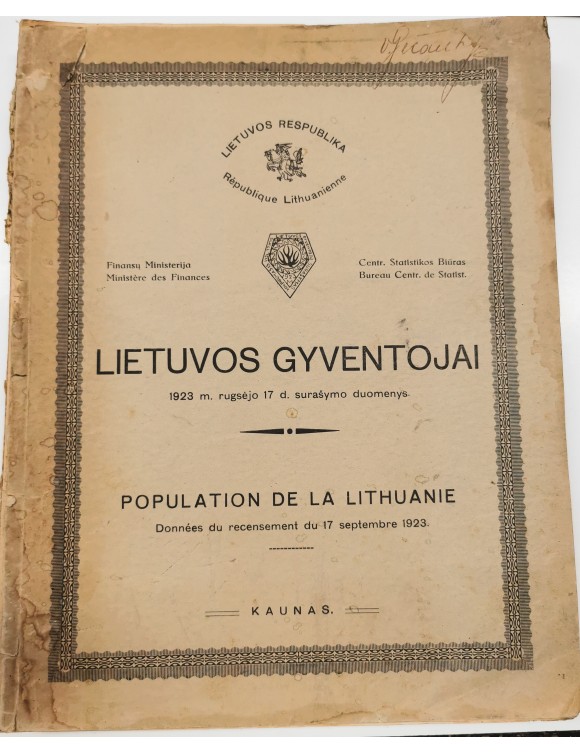 LIETUVOS RESPUBLIKA
République Lithuanienne
Finansų Ministerija
Ministère des Finances
Centr. Statistikos Biūras
Bureau Centr. de Statist.
LIETUVOS GYVENTOJAI
1923 m. rugsėjo 17 d. surašymo duomenys.
POPULATION DE LA LITHUANIE
Données du recensement du 17 septembre 1923.
KAUNAS.